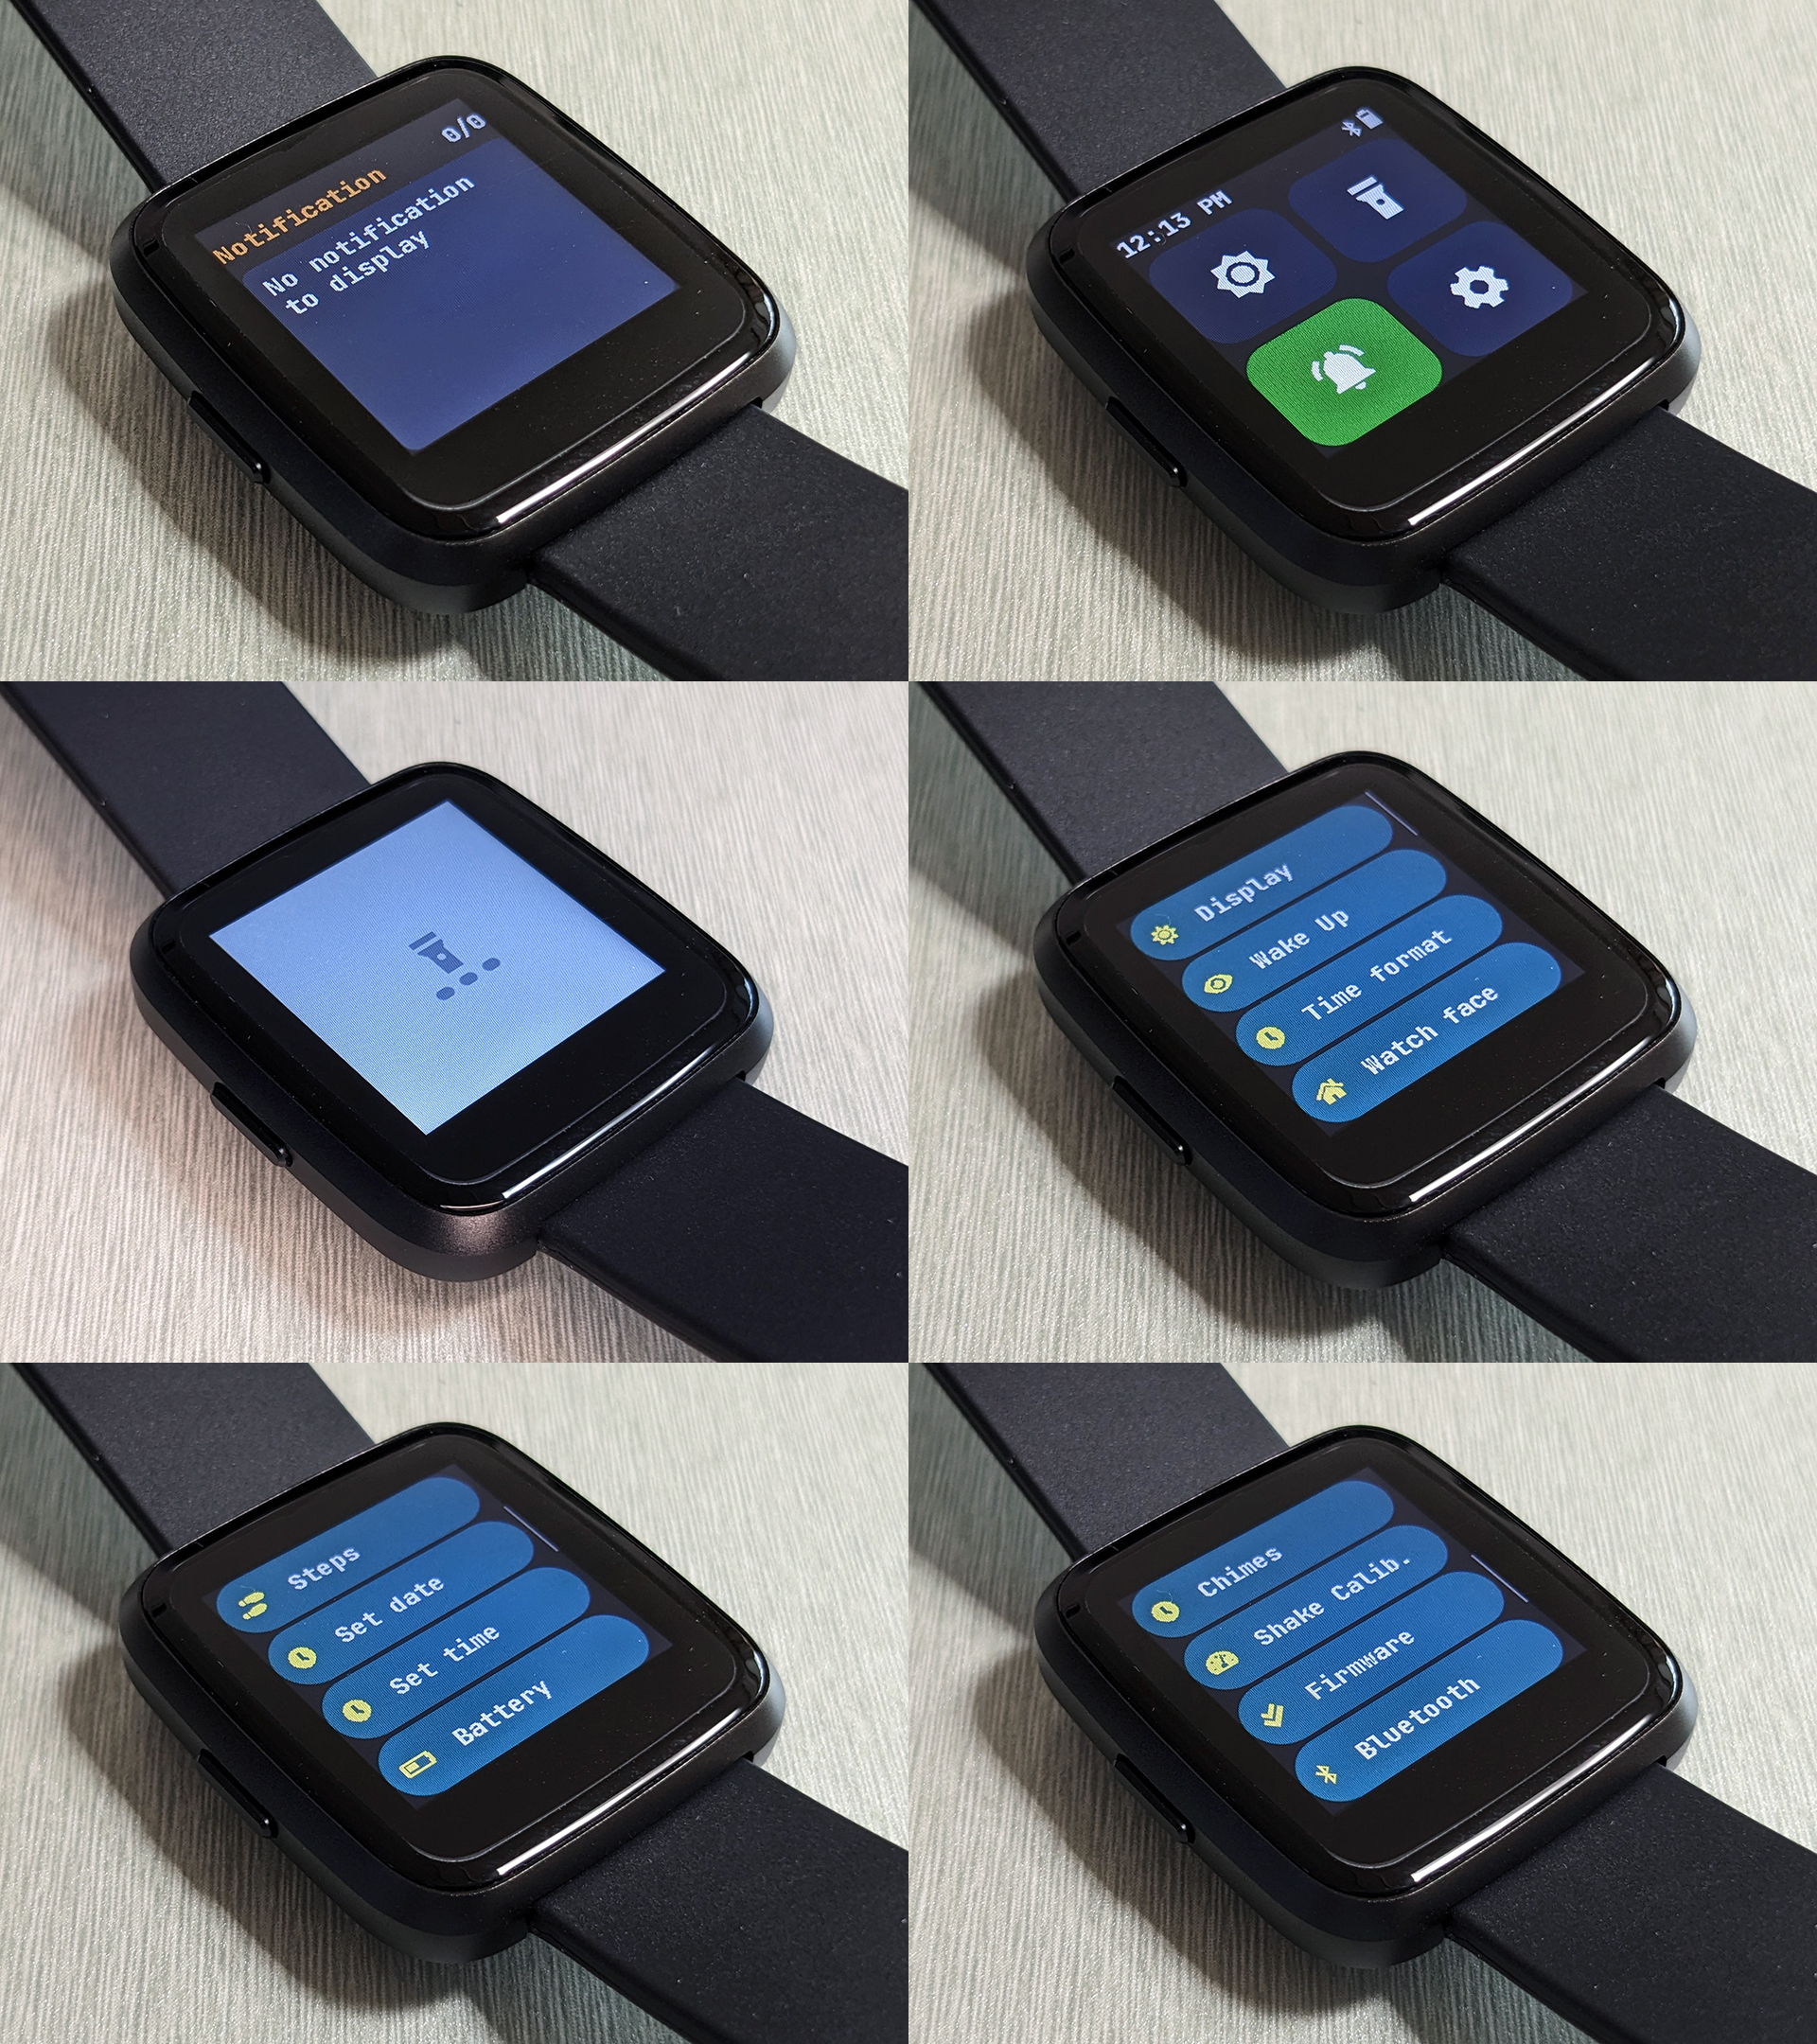 0/0
Notification
No notification
to display
12:13 PM
Display
Wake Up
Time format
Watch face
Steps
Set date
Set time
Battery
Chimes
Shake Calib.
Firmware
Bluetooth